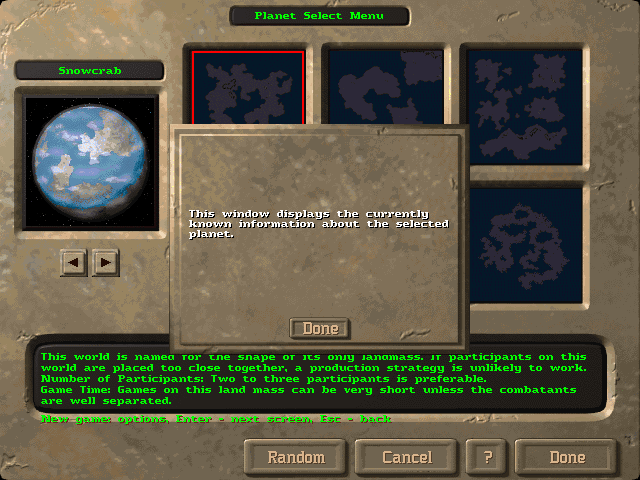 Planet Select Menu
Snowcrab
This window displays the currently
known information about the selected
planet.
Done
This world is named for the shape of its only landmass. If participants on this
world are placed too close together, a production strategy is unlikely to work.
Number of Participants: Two to three participants is preferable.
Game Time: Games on this land mass can be very short unless the combatants
are well separated.
New game: options, Enter - next screen, Esc - back
Random
Cancel
?
Done